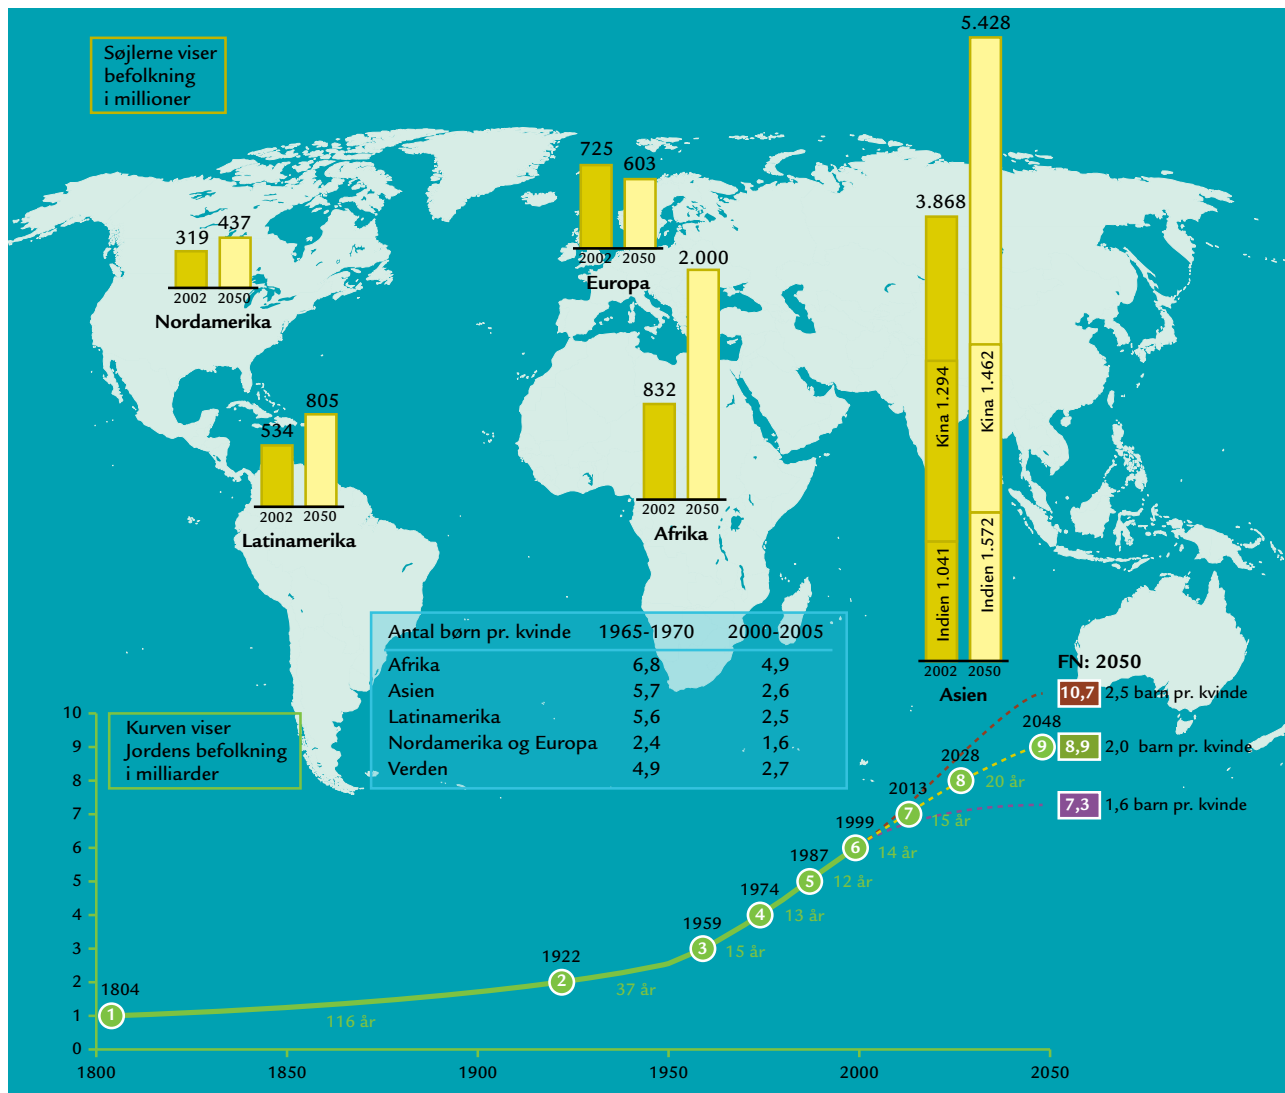 Søjlerne viser
befolkning
i millioner
319 437
2002 2050
Nordamerika
534 805
2002 2050
Latinamerika
725 603
2002 2050
Europa
832 2.000
2002 2050
Afrika
3.868 5.428
Kina 1.294
Kina 1.462
Indien 1.041
Indien 1.572
2002 2050
Asien
Antal børn pr. kvinde 1965-1970 2000-2005
Afrika 6,8 4,9
Asien 5,7 2,6
Latinamerika 5,6 2,5
Nordamerika og Europa 2,4 1,6
Verden 4,9 2,7
Kurven viser
Jordens befolkning
i milliarder
FN: 2050
10,7 2,5 barn pr. kvinde
8,9 2,0 barn pr. kvinde
7,3 1,6 barn pr. kvinde
10
9
8
7
6
5
4
3
2
1
0
1804
1
116 år
1922
2
37 år
1959
3
15 år
1974
4
13 år
1987
5
12 år
1999
6
14 år
2013
7
15 år
2028
8
20 år
2048
9
1800 1850 1900 1950 2000 2050